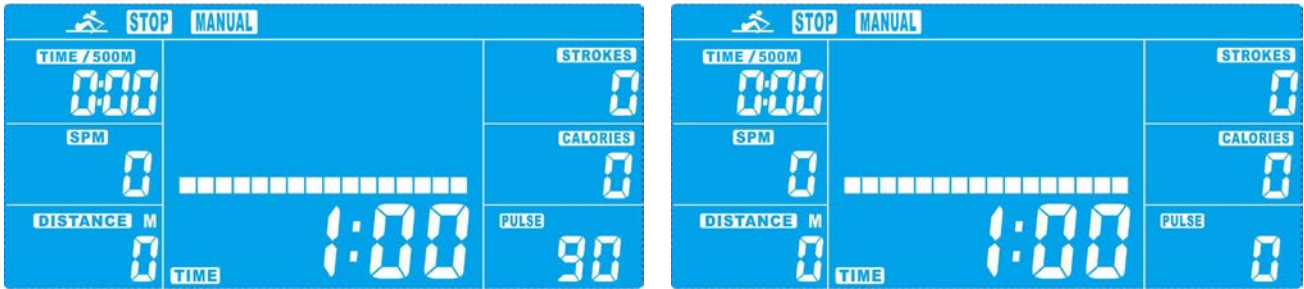 STOP MANUAL
TIME / 500M
0:00
SPM
0
DISTANCE M
0
1:00
TIME
STROKES
0
CALORIES
0
PULSE
90
STOP MANUAL
TIME / 500M
0:00
SPM
0
DISTANCE M
0
1:00
TIME
STROKES
0
CALORIES
0
PULSE
0